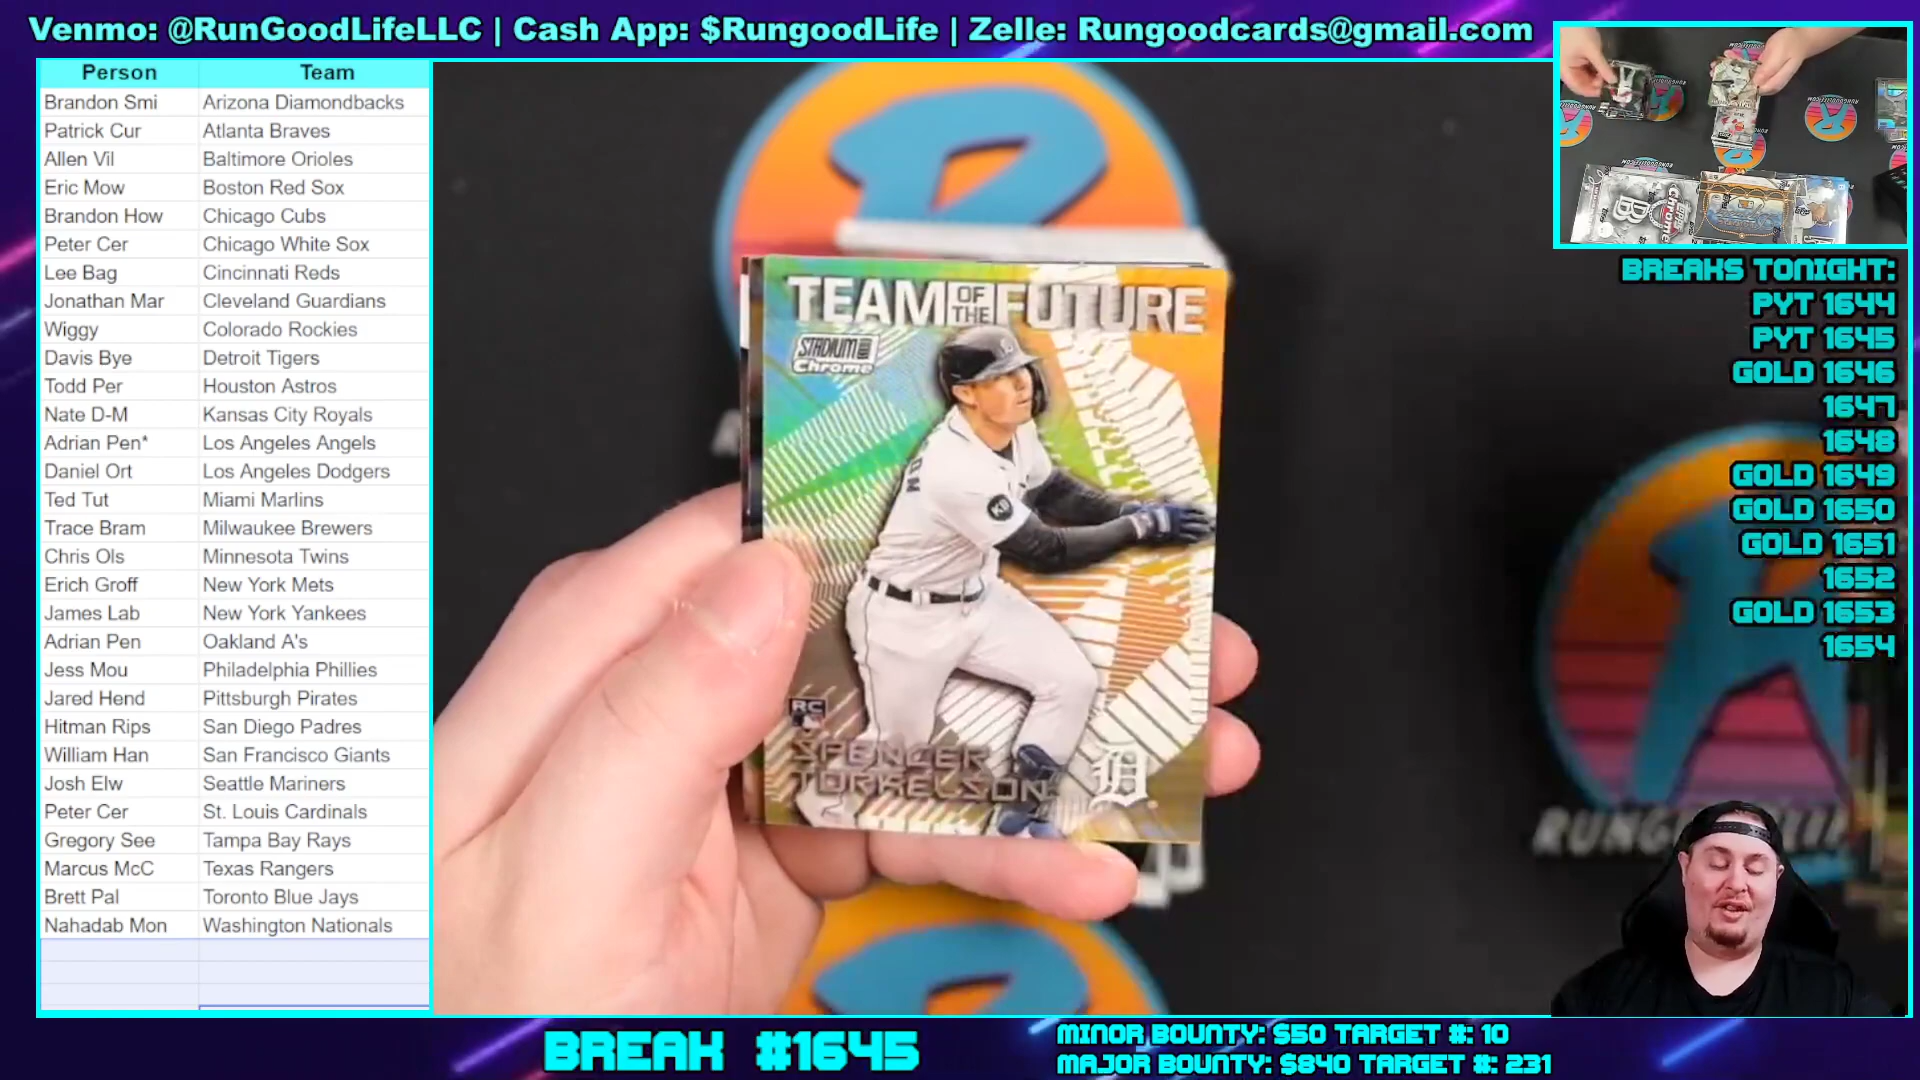 Venmo: @RunGoodLifeLLC | Cash App: $RungoodLife | Zelle: Rungoodcards@gmail.com
Person Team
Brandon Smi Arizona Diamondbacks
Patrick Cur Atlanta Braves
Allen Vil Baltimore Orioles
Eric Mow Boston Red Sox
Brandon How Chicago Cubs
Peter Cer Chicago White Sox
Lee Bag Cincinnati Reds
Jonathan Mar Cleveland Guardians
Wiggy Colorado Rockies
Davis Bye Detroit Tigers
Todd Per Houston Astros
Nate D-M Kansas City Royals
Adrian Pen* Los Angeles Angels
Daniel Ort Los Angeles Dodgers
Ted Tut Miami Marlins
Trace Bram Milwaukee Brewers
Chris Ols Minnesota Twins
Erich Groff New York Mets
James Lab New York Yankees
Adrian Pen Oakland A's
Jess Mou Philadelphia Phillies
Jared Hend Pittsburgh Pirates
Hitman Rips San Diego Padres
William Han San Francisco Giants
Josh Elw Seattle Mariners
Peter Cer St. Louis Cardinals
Gregory See Tampa Bay Rays
Marcus McC Texas Rangers
Brett Pal Toronto Blue Jays
Nahadab Mon Washington Nationals
TEAM OF THE FUTURE
STADIUM
Chrome
KB
RC
SPENCER
TORKELSON
D
BREAKS TONIGHT:
PYT 1644
PYT 1645
GOLD 1646
1647
1648
GOLD 1649
GOLD 1650
GOLD 1651
1652
GOLD 1653
1654
BREAK #1645
MINOR BOUNTY: $50 TARGET #: 10
MAJOR BOUNTY: $840 TARGET #: 231